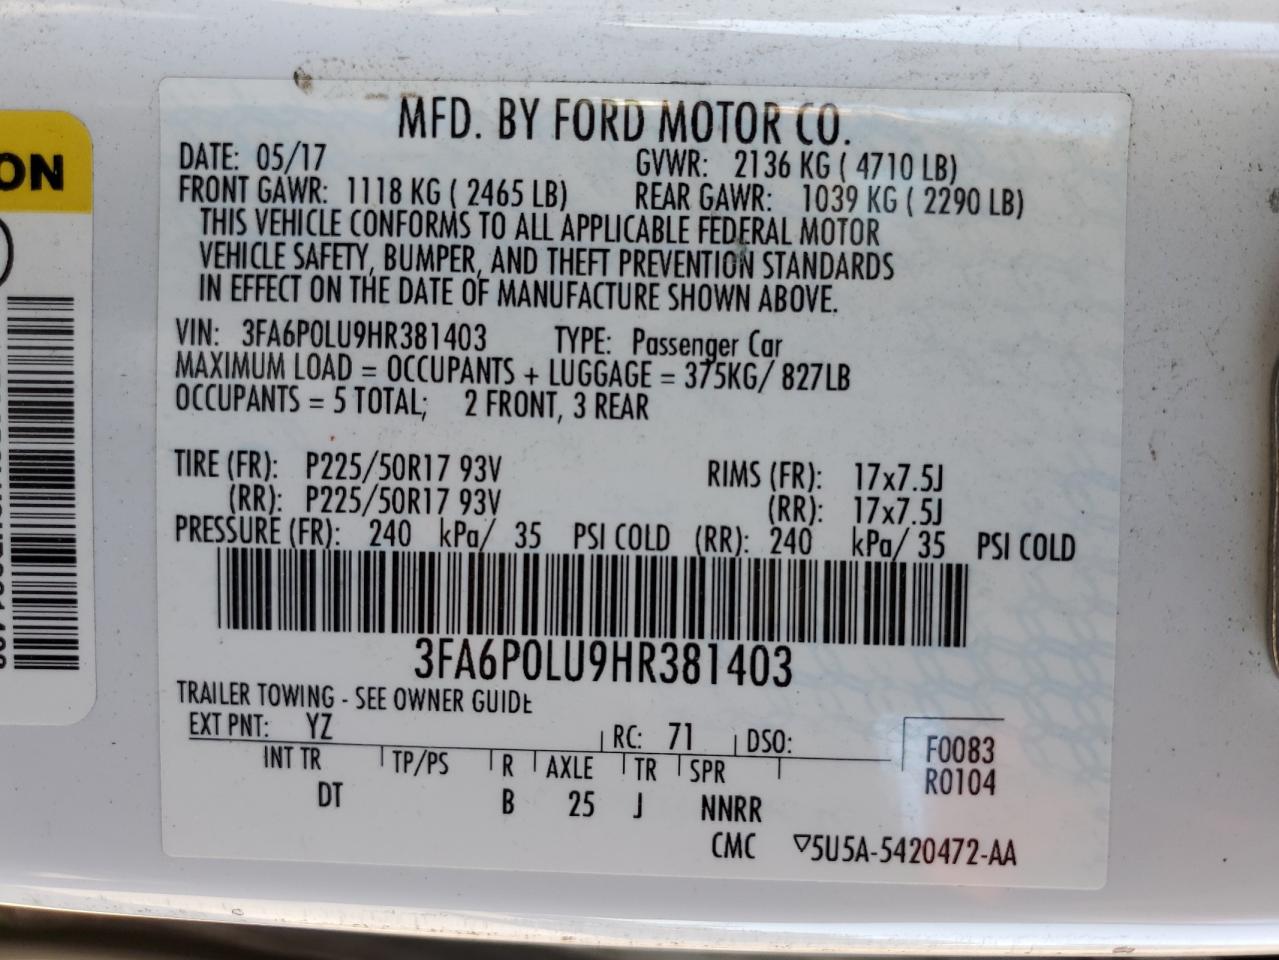 ON
MFD. BY FORD MOTOR CO.
DATE: 05/17 GVWR: 2136 KG ( 4710 LB)
FRONT GAWR: 1118 KG ( 2465 LB) REAR GAWR: 1039 KG ( 2290 LB)
THIS VEHICLE CONFORMS TO ALL APPLICABLE FEDERAL MOTOR
VEHICLE SAFETY, BUMPER, AND THEFT PREVENTION STANDARDS
IN EFFECT ON THE DATE OF MANUFACTURE SHOWN ABOVE.
VIN: 3FA6P0LU9HR381403 TYPE: Passenger Car
MAXIMUM LOAD = OCCUPANTS + LUGGAGE = 375KG/ 827LB
OCCUPANTS = 5 TOTAL; 2 FRONT, 3 REAR
TIRE (FR): P225/50R17 93V RIMS (FR): 17x7.5J
(RR): P225/50R17 93V (RR): 17x7.5J
PRESSURE (FR): 240 kPa/ 35 PSI COLD (RR): 240 kPa/ 35 PSI COLD
3FA6P0LU9HR381403
TRAILER TOWING - SEE OWNER GUIDE
EXT PNT: YZ RC: 71 DSO: F0083
INT TR TP/PS R AXLE TR SPR R0104
DT B 25 J NNRR
CMC ▽5U5A-5420472-AA